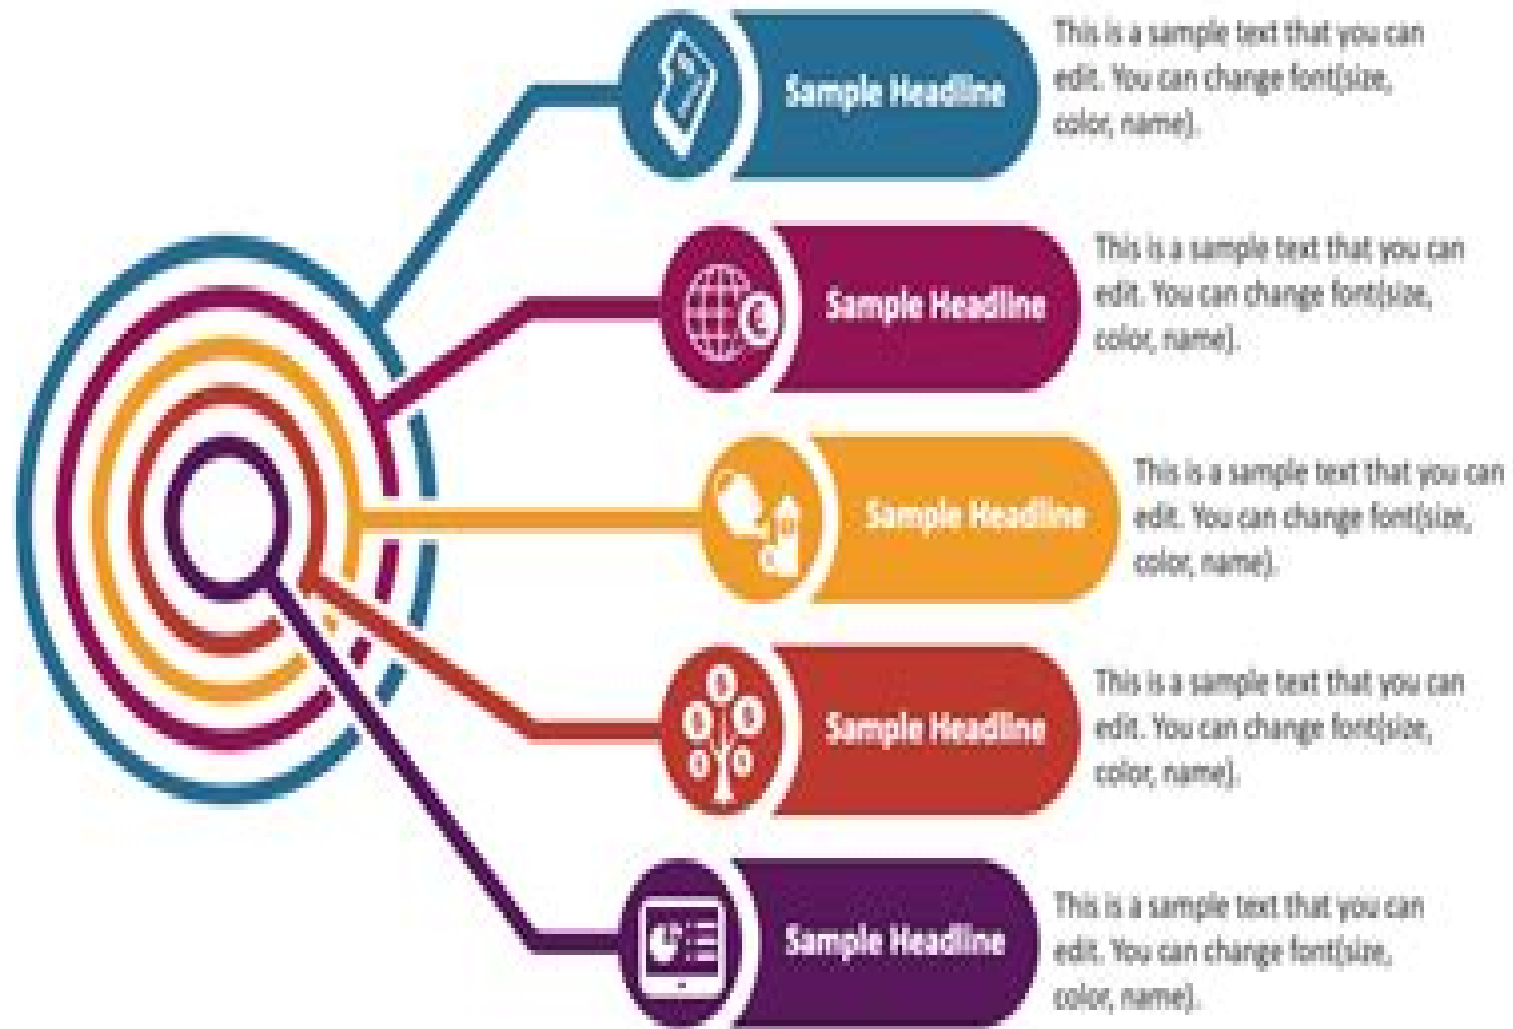 Sample Headline
This is a sample text that you can
edit. You can change font(size,
color, name).
Sample Headline
This is a sample text that you can
edit. You can change font(size,
color, name).
Sample Headline
This is a sample text that you can
edit. You can change font(size,
color, name).
Sample Headline
This is a sample text that you can
edit. You can change font(size,
color, name).
Sample Headline
This is a sample text that you can
edit. You can change font(size,
color, name).